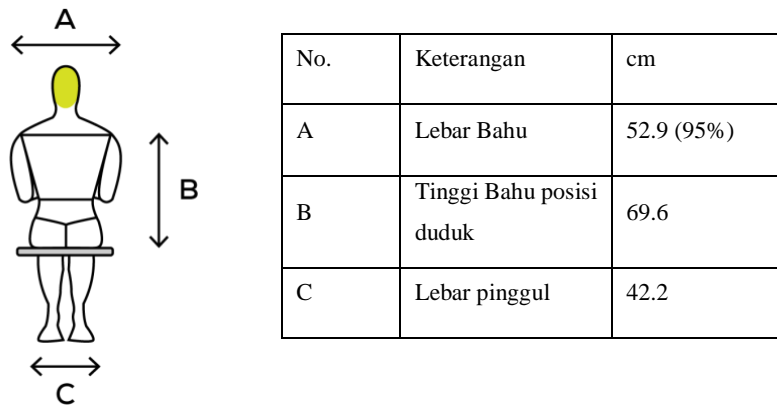 A
B
C
No. Keterangan cm
A Lebar Bahu 52.9 (95%)
B Tinggi Bahu posisi duduk 69.6
C Lebar pinggul 42.2